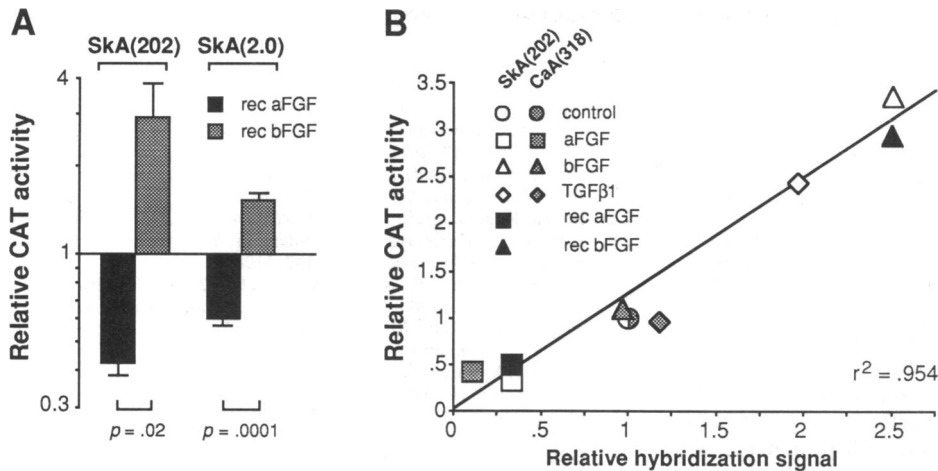 A
SkA(202) SkA(2.0)
4
1
0.3
Relative CAT activity
rec aFGF
rec bFGF
p = .02 p = .0001
B
SkA(202)
CaA(318)
control
aFGF
bFGF
TGFβ1
rec aFGF
rec bFGF
3.5
3
2.5
2
1.5
1
.5
0
Relative CAT activity
r² = .954
0 .5 1 1.5 2 2.5
Relative hybridization signal